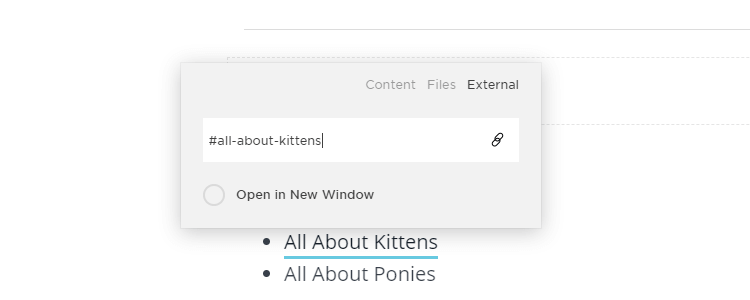 Content Files External
#all-about-kittens
Open in New Window
All About Kittens
All About Ponies